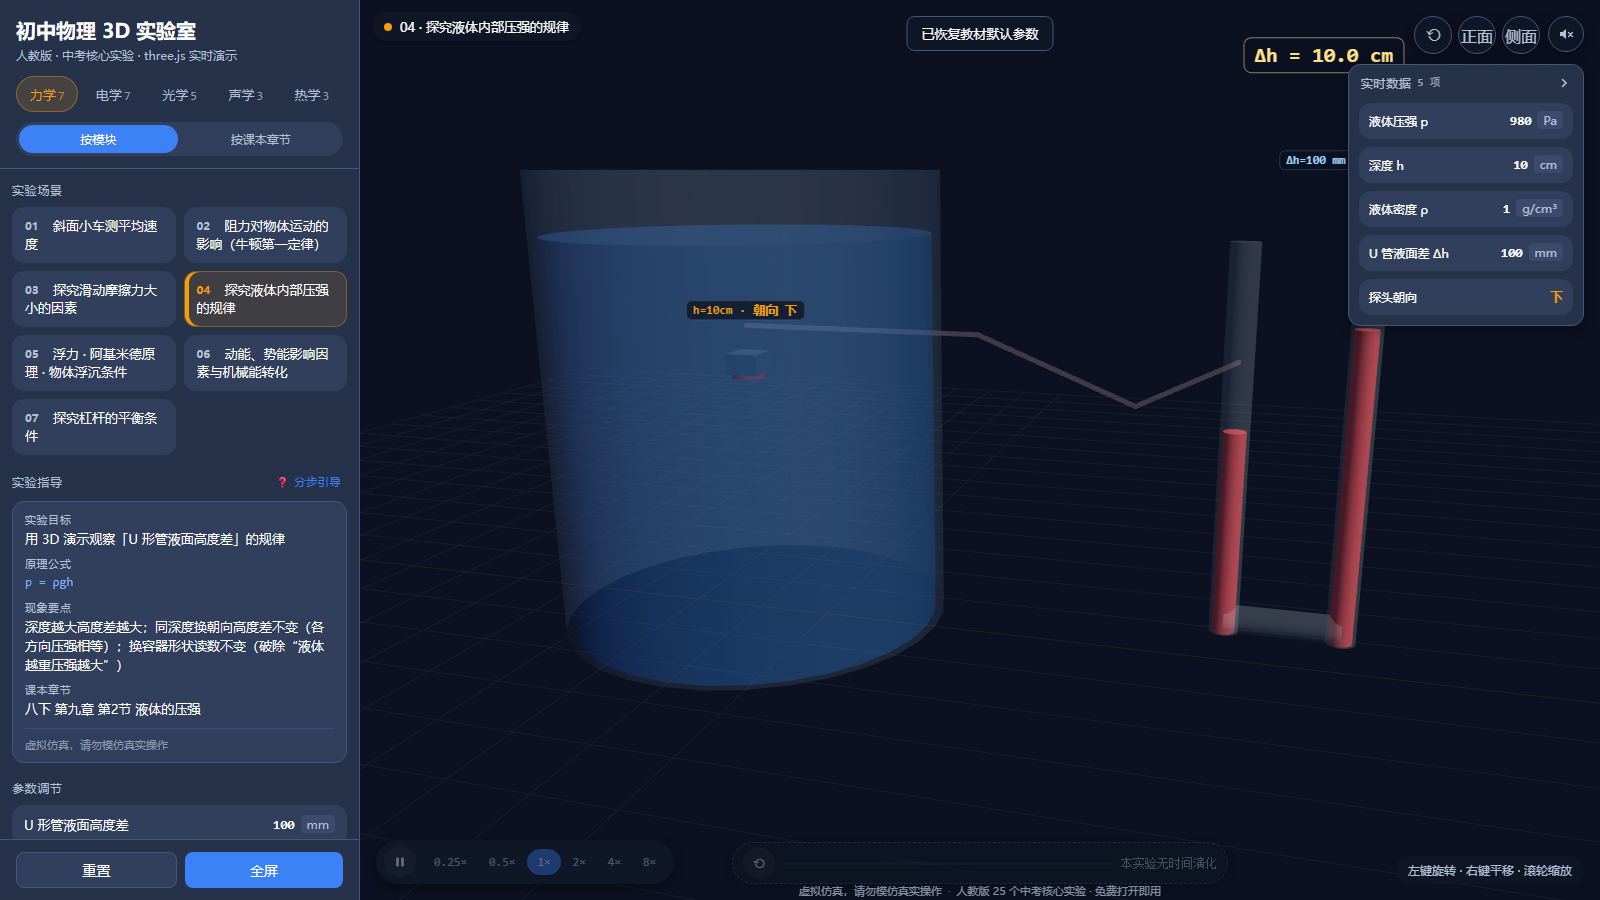 初中物理 3D 实验室
人教版 · 中考核心实验 · three.js 实时演示
力学 7
电学 7
光学 5
声学 3
热学 3
按模块
按课本章节
实验场景
01 斜面小车测平均速
度
02 阻力对物体运动的
影响（牛顿第一定律）
03 探究滑动摩擦力大
小的因素
04 探究液体内部压强
的规律
05 浮力 · 阿基米德原
理 · 物体浮沉条件
06 动能、势能影响因
素与机械能转化
07 探究杠杆的平衡条
件
实验指导
❓ 分步引导
实验目标
用 3D 演示观察「U 形管液面高度差」的规律
原理公式
p = ρgh
现象要点
深度越大高度差越大；同深度换朝向高度差不变（各
方向压强相等）；换容器形状读数不变（破除“液体
越重压强越大”）
课本章节
八下 第九章 第2节 液体的压强
虚拟仿真，请勿模仿真实操作
参数调节
U 形管液面高度差 100 mm
重置
全屏
04 · 探究液体内部压强的规律
已恢复教材默认参数
Δh = 10.0 cm
正面
侧面
实时数据 5 项
液体压强 p 980 Pa
深度 h 10 cm
液体密度 ρ 1 g/cm³
U 管液面差 Δh 100 mm
探头朝向 下
Δh=100 mm
h=10cm · 朝向 下
0.25×
0.5×
1×
2×
4×
8×
本实验无时间演化
虚拟仿真，请勿模仿真实操作 · 人教版 25 个中考核心实验 · 免费打开即用
左键旋转 · 右键平移 · 滚轮缩放